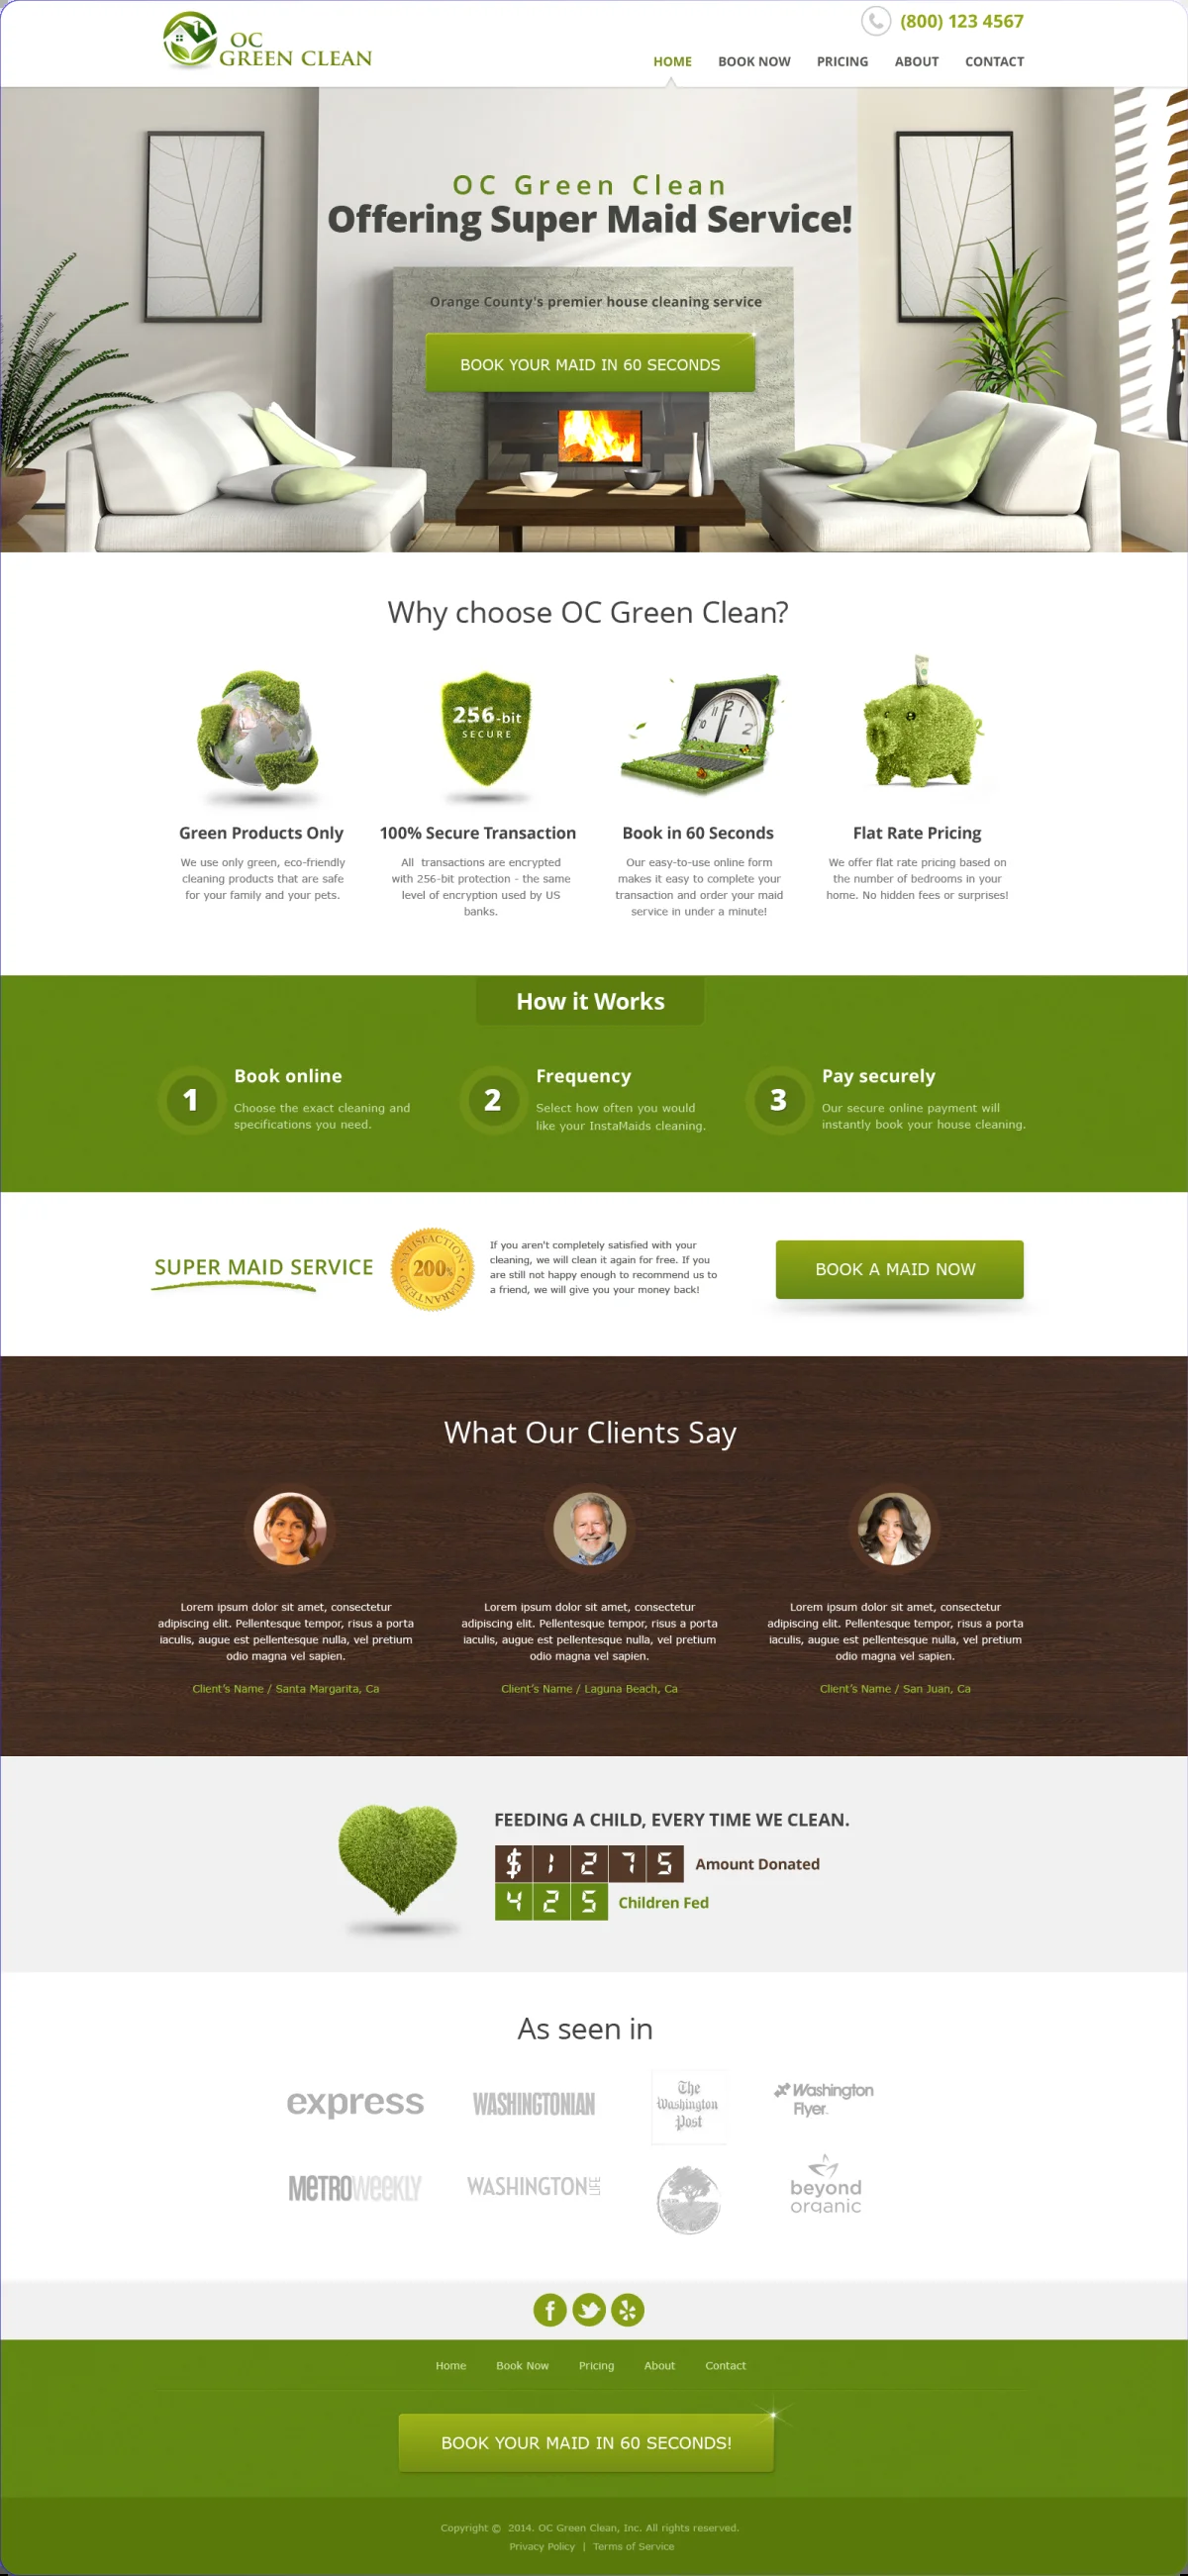 OC
GREEN CLEAN
(800) 123 4567
HOME BOOK NOW PRICING ABOUT CONTACT
OC Green Clean
Offering Super Maid Service!
Orange County's premier house cleaning service
BOOK YOUR MAID IN 60 SECONDS
Why choose OC Green Clean?
256-bit
SECURE
12
1
2
Green Products Only
We use only green, eco-friendly
cleaning products that are safe
for your family and your pets.
100% Secure Transaction
All transactions are encrypted
with 256-bit protection - the same
level of encryption used by US
banks.
Book in 60 Seconds
Our easy-to-use online form
makes it easy to complete your
transaction and order your maid
service in under a minute!
Flat Rate Pricing
We offer flat rate pricing based on
the number of bedrooms in your
home. No hidden fees or surprises!
How it Works
1
Book online
Choose the exact cleaning and
specifications you need.
2
Frequency
Select how often you would
like your InstaMaids cleaning.
3
Pay securely
Our secure online payment will
instantly book your house cleaning.
SUPER MAID SERVICE
SATISFACTION
200%
GUARANTEED
If you aren't completely satisfied with your
cleaning, we will clean it again for free. If you
are still not happy enough to recommend us to
a friend, we will give you your money back!
BOOK A MAID NOW
What Our Clients Say
Lorem ipsum dolor sit amet, consectetur
adipiscing elit. Pellentesque tempor, risus a porta
iaculis, augue est pellentesque nulla, vel pretium
odio magna vel sapien.
Client's Name / Santa Margarita, Ca
Lorem ipsum dolor sit amet, consectetur
adipiscing elit. Pellentesque tempor, risus a porta
iaculis, augue est pellentesque nulla, vel pretium
odio magna vel sapien.
Client's Name / Laguna Beach, Ca
Lorem ipsum dolor sit amet, consectetur
adipiscing elit. Pellentesque tempor, risus a porta
iaculis, augue est pellentesque nulla, vel pretium
odio magna vel sapien.
Client's Name / San Juan, Ca
FEEDING A CHILD, EVERY TIME WE CLEAN.
$1275 Amount Donated
425 Children Fed
As seen in
express
WASHINGTONIAN
The
Washington
Post
Washington
Flyer
METROWEEKLY
WASHINGTON LIFE
beyond
organic
Home Book Now Pricing About Contact
BOOK YOUR MAID IN 60 SECONDS!
Copyright © 2014. OC Green Clean, Inc. All rights reserved.
Privacy Policy | Terms of Service